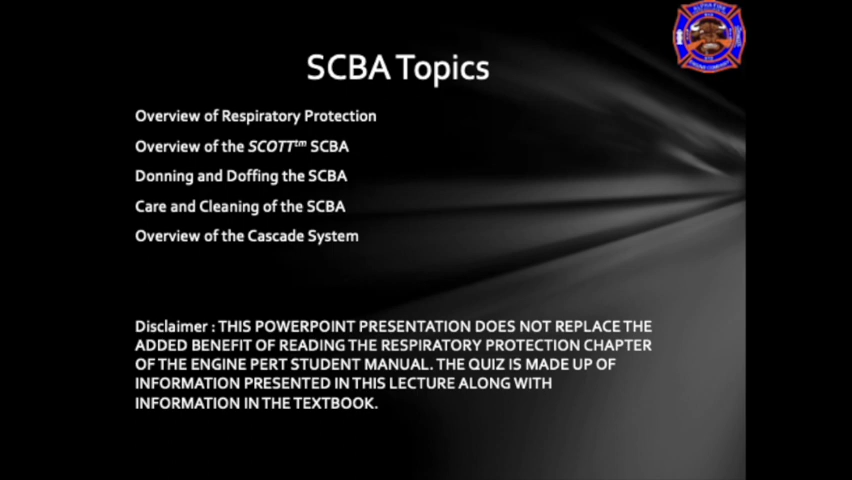 ALPHA FIRE
SCBA Topics
Overview of Respiratory Protection
Overview of the SCOTTtm SCBA
Donning and Doffing the SCBA
Care and Cleaning of the SCBA
Overview of the Cascade System
Disclaimer : THIS POWERPOINT PRESENTATION DOES NOT REPLACE THE
ADDED BENEFIT OF READING THE RESPIRATORY PROTECTION CHAPTER
OF THE ENGINE PERT STUDENT MANUAL. THE QUIZ IS MADE UP OF
INFORMATION PRESENTED IN THIS LECTURE ALONG WITH
INFORMATION IN THE TEXTBOOK.